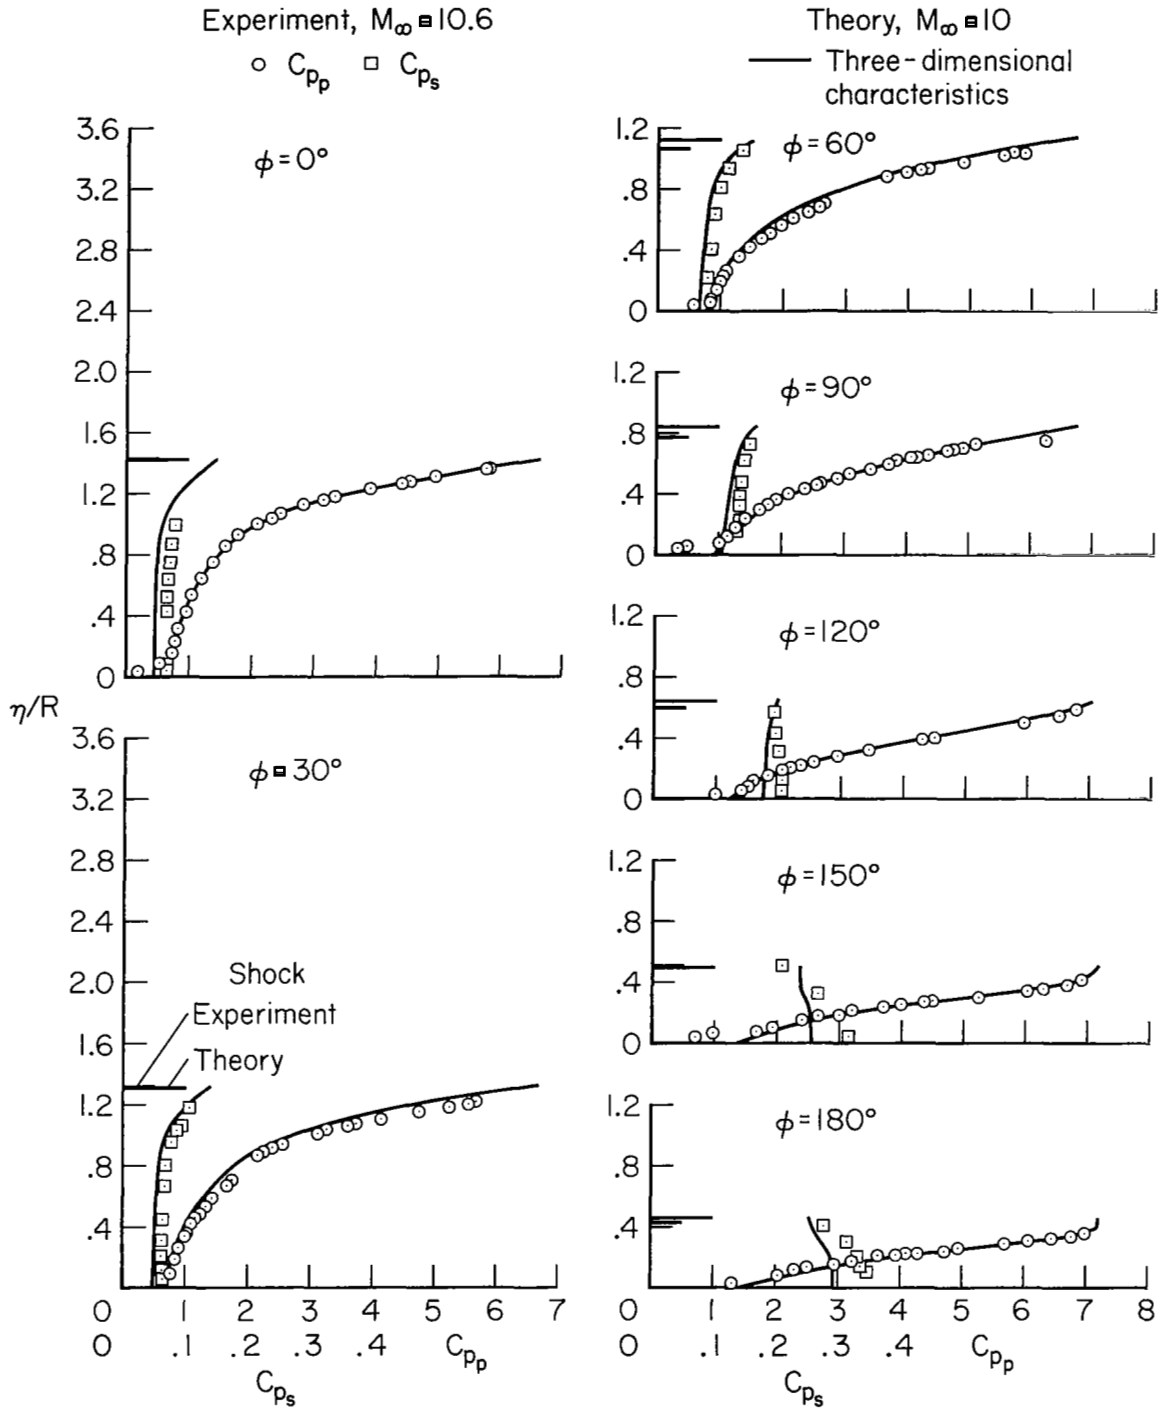 Experiment, M∞ = 10.6
○ Cpp □ Cps
Theory, M∞ = 10
Three-dimensional
characteristics
ϕ = 0°
3.6
3.2
2.8
2.4
2.0
1.6
1.2
.8
.4
0
η/R
ϕ = 30°
3.6
3.2
2.8
2.4
2.0
1.6
1.2
.8
.4
0
Shock
Experiment
Theory
0 1 2 3 4 5 6 7
0 .1 .2 .3 .4 Cpp
Cps
ϕ = 60°
1.2
.8
.4
0
ϕ = 90°
1.2
.8
.4
0
ϕ = 120°
1.2
.8
.4
0
ϕ = 150°
1.2
.8
.4
0
ϕ = 180°
1.2
.8
.4
0 1 2 3 4 5 6 7 8
0 .1 .2 .3 .4 Cpp
Cps